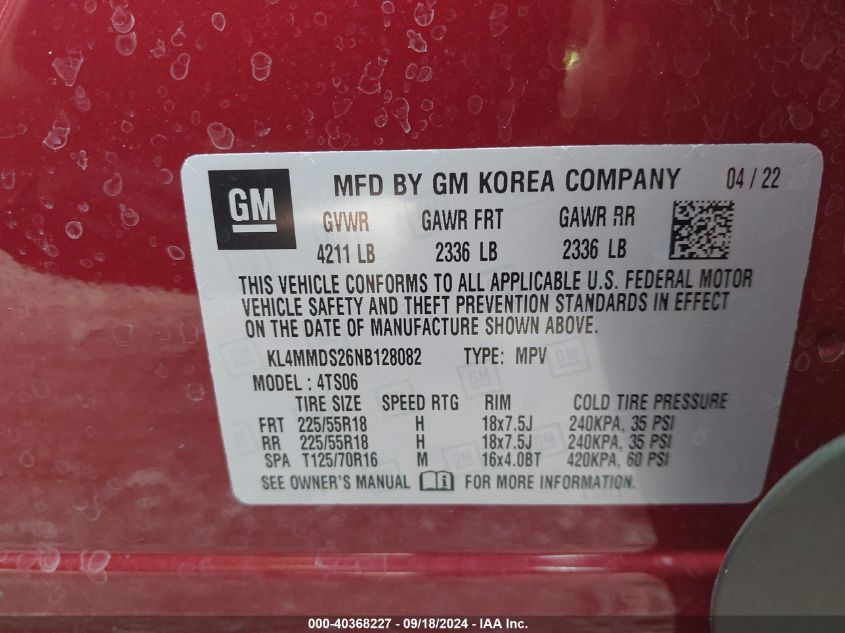 GM MFD BY GM KOREA COMPANY 04 / 22
GVWR GAWR FRT GAWR RR
4211 LB 2336 LB 2336 LB
THIS VEHICLE CONFORMS TO ALL APPLICABLE U.S. FEDERAL MOTOR
VEHICLE SAFETY AND THEFT PREVENTION STANDARDS IN EFFECT
ON THE DATE OF MANUFACTURE SHOWN ABOVE.
KL4MMDS26NB128082 TYPE: MPV
MODEL : 4TS06
TIRE SIZE SPEED RTG RIM COLD TIRE PRESSURE
FRT 225/55R18 H 18x7.5J 240KPA, 35 PSI
RR 225/55R18 H 18x7.5J 240KPA, 35 PSI
SPA T125/70R16 M 16x4.0BT 420KPA, 60 PSI
SEE OWNER'S MANUAL FOR MORE INFORMATION.
000-40368227 - 09/18/2024 - IAA Inc.